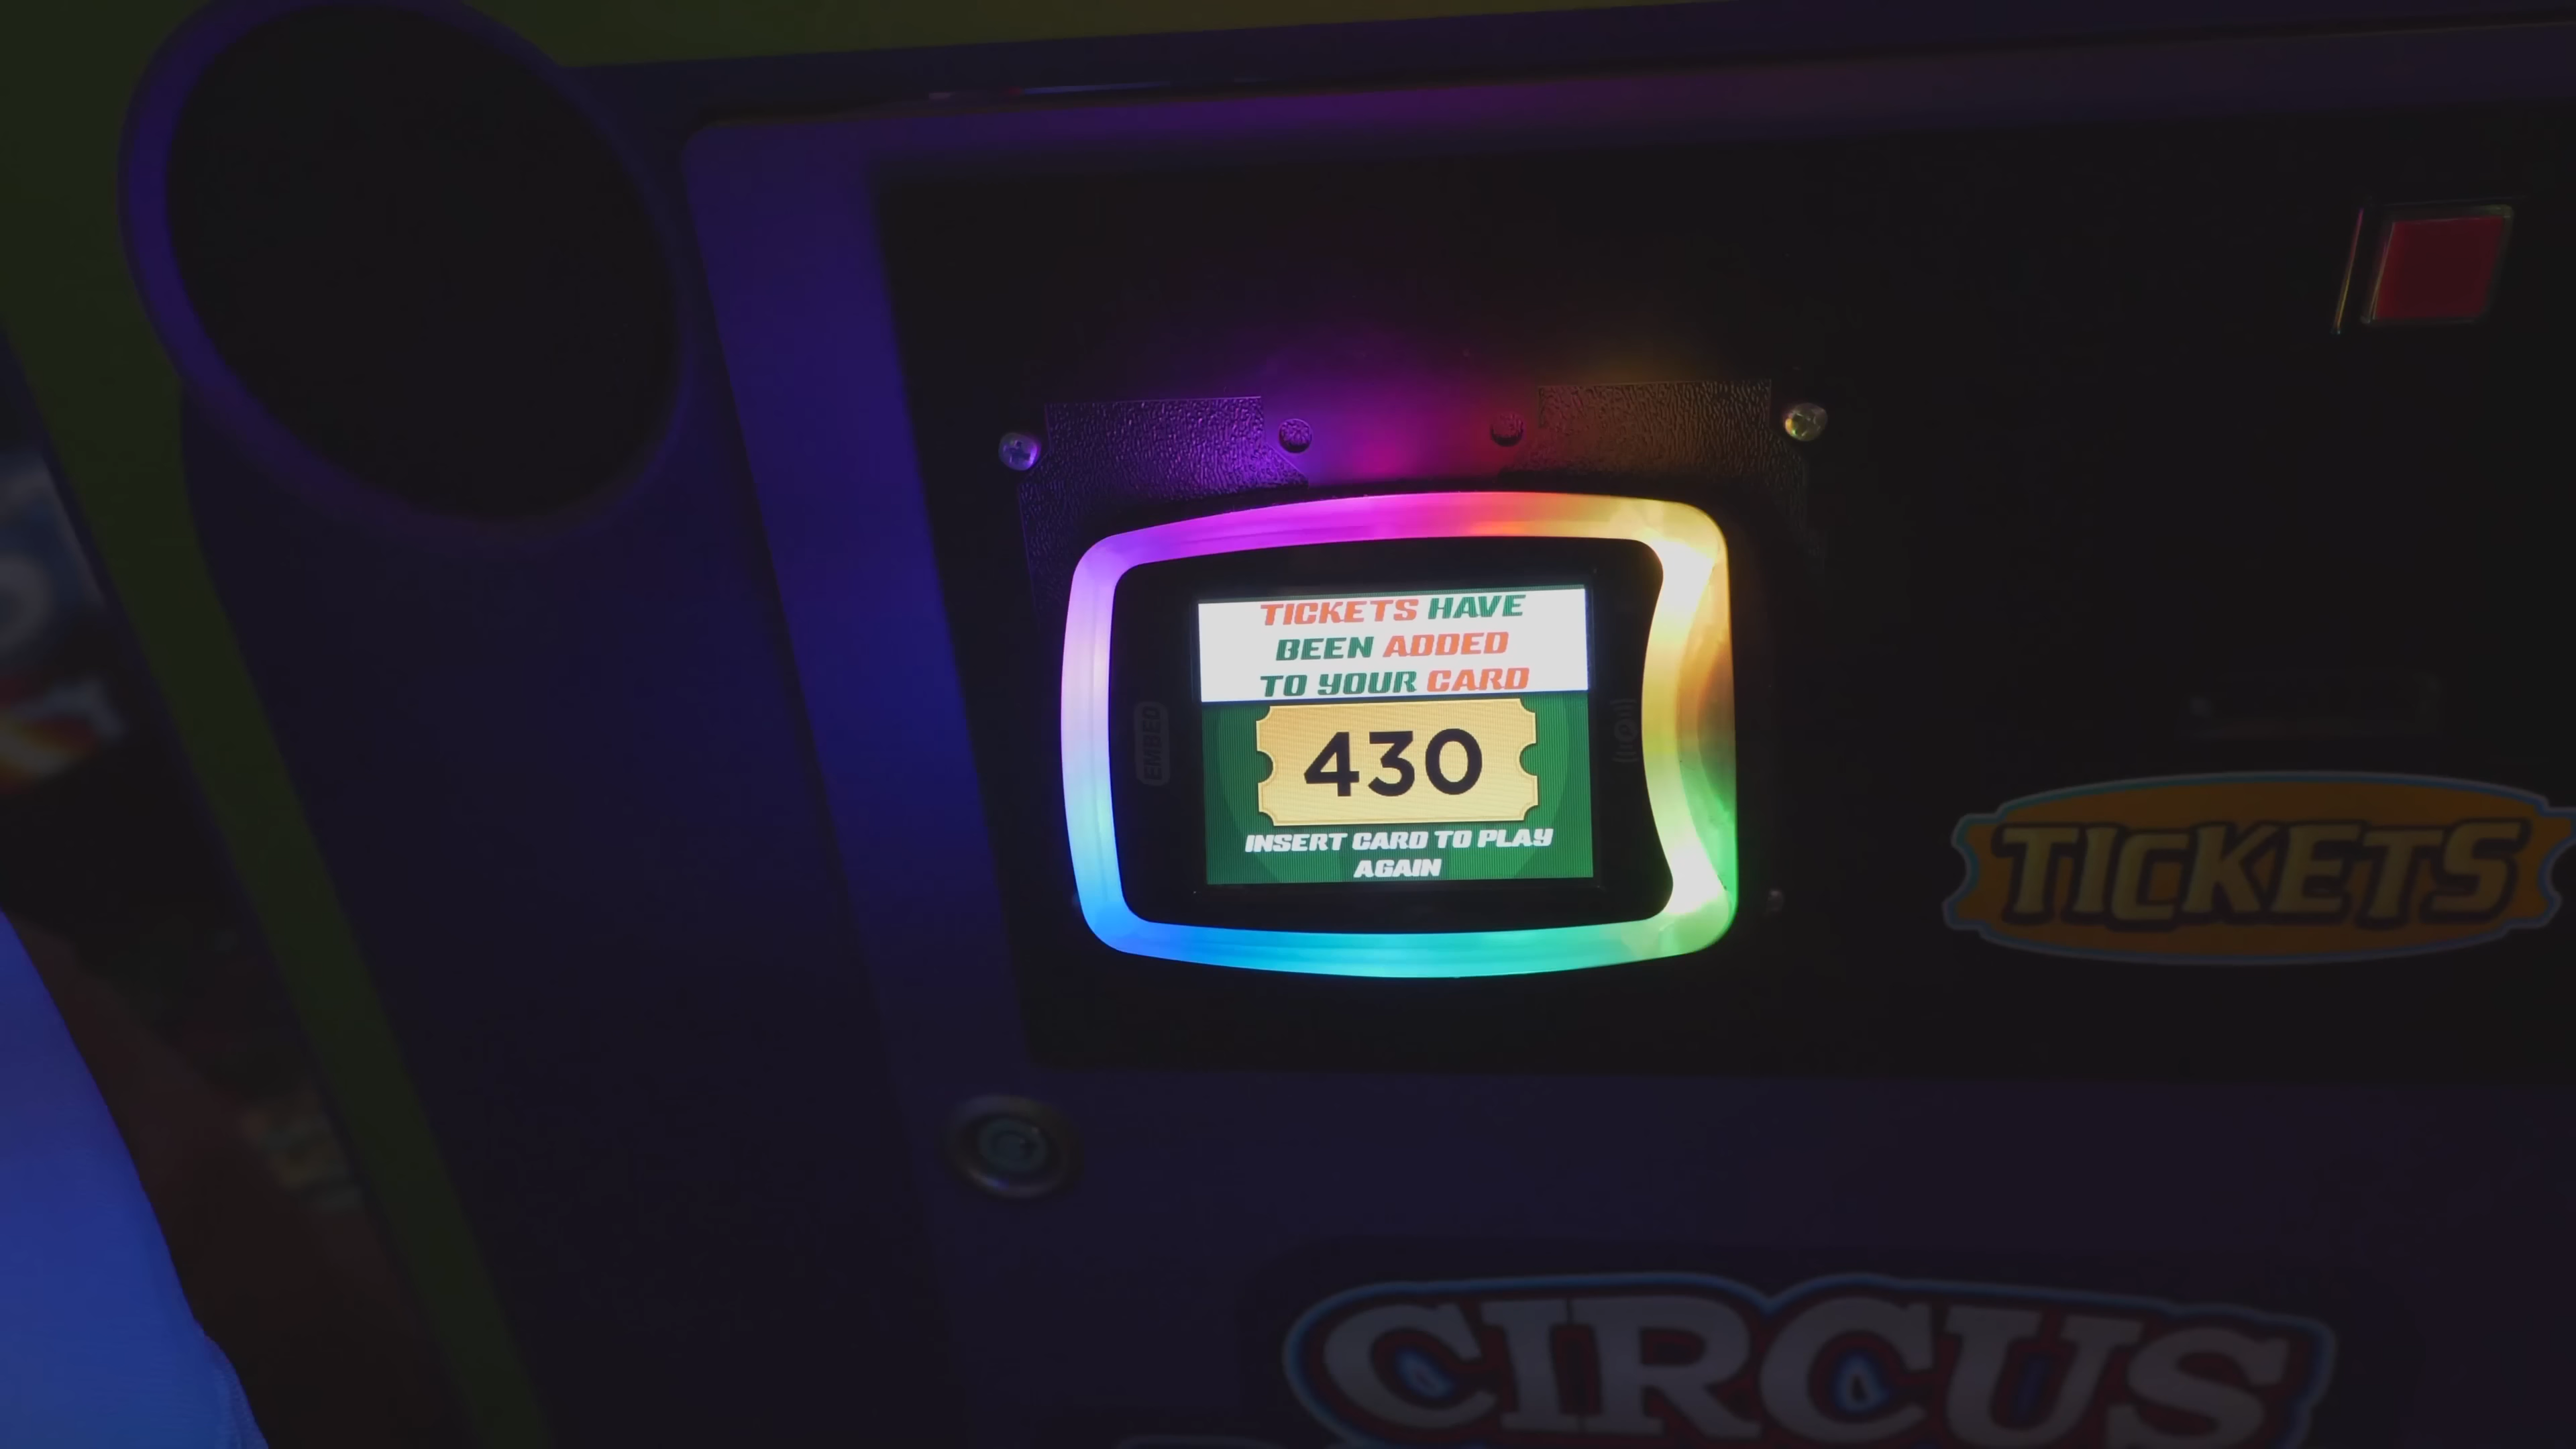 TICKETS HAVE
BEEN ADDED
TO YOUR CARD
430
INSERT CARD TO PLAY
AGAIN
EMBED
TICKETS
CIRCUS